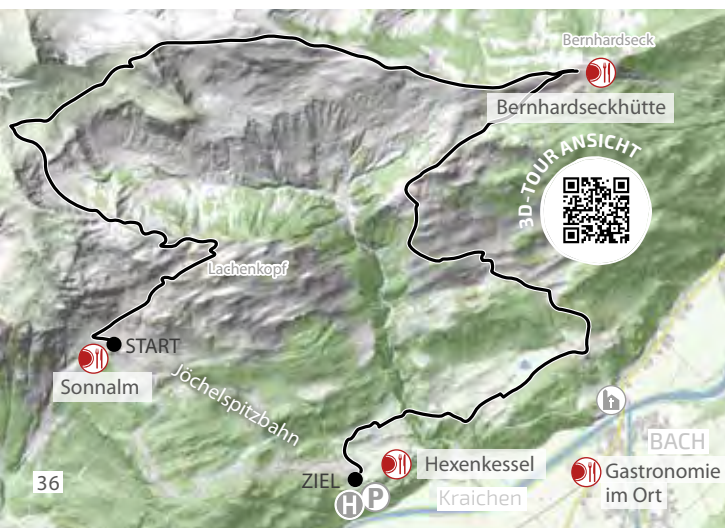 Bernhardseck
Bernhardseckhütte
3D-TOUR ANSICHT
Lachenkopf
START
Sonnalm
Jöchelspitzbahn
BACH
Hexenkessel
Gastronomie
im Ort
ZIEL
36
H P
Kraichen